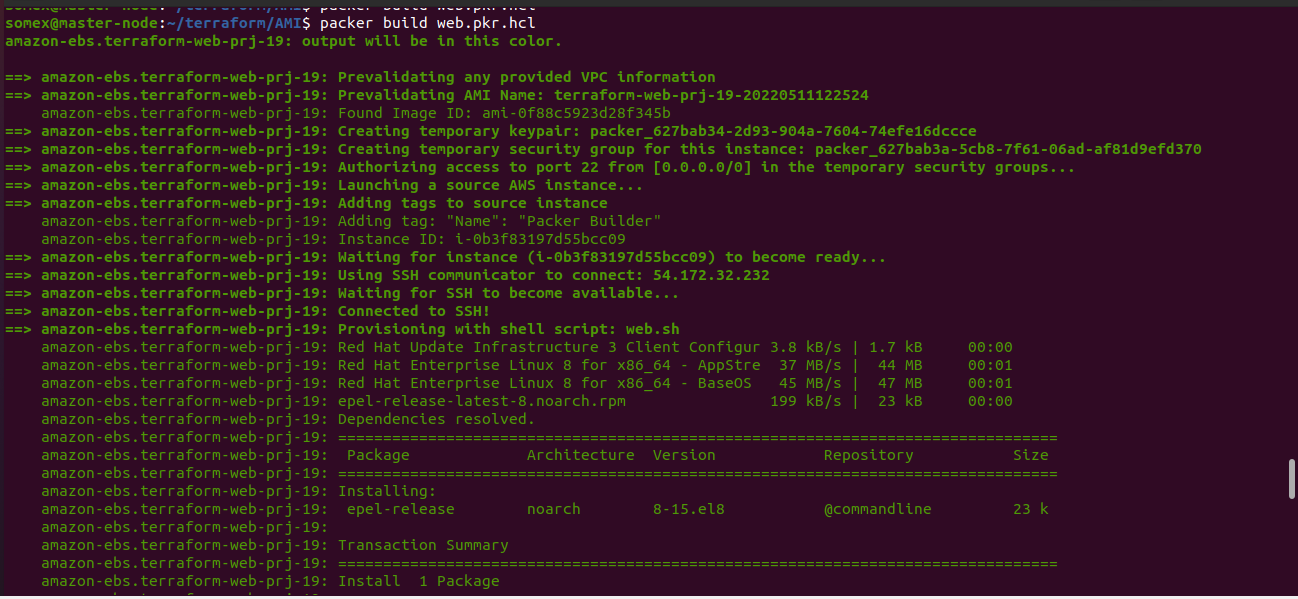 somex@master-node:~/terraform/AMI$ packer build web.pkr.hcl
somex@master-node:~/terraform/AMI$ packer build web.pkr.hcl
amazon-ebs.terraform-web-prj-19: output will be in this color.
==> amazon-ebs.terraform-web-prj-19: Prevalidating any provided VPC information
==> amazon-ebs.terraform-web-prj-19: Prevalidating AMI Name: terraform-web-prj-19-20220511122524
amazon-ebs.terraform-web-prj-19: Found Image ID: ami-0f88c5923d28f345b
==> amazon-ebs.terraform-web-prj-19: Creating temporary keypair: packer_627bab34-2d93-904a-7604-74efe16dccce
==> amazon-ebs.terraform-web-prj-19: Creating temporary security group for this instance: packer_627bab3a-5cb8-7f61-06ad-af81d9efd370
==> amazon-ebs.terraform-web-prj-19: Authorizing access to port 22 from [0.0.0.0/0] in the temporary security groups...
==> amazon-ebs.terraform-web-prj-19: Launching a source AWS instance...
==> amazon-ebs.terraform-web-prj-19: Adding tags to source instance
amazon-ebs.terraform-web-prj-19: Adding tag: "Name": "Packer Builder"
amazon-ebs.terraform-web-prj-19: Instance ID: i-0b3f83197d55bcc09
==> amazon-ebs.terraform-web-prj-19: Waiting for instance (i-0b3f83197d55bcc09) to become ready...
==> amazon-ebs.terraform-web-prj-19: Using SSH communicator to connect: 54.172.32.232
==> amazon-ebs.terraform-web-prj-19: Waiting for SSH to become available...
==> amazon-ebs.terraform-web-prj-19: Connected to SSH!
==> amazon-ebs.terraform-web-prj-19: Provisioning with shell script: web.sh
amazon-ebs.terraform-web-prj-19: Red Hat Update Infrastructure 3 Client Configur 3.8 kB/s | 1.7 kB     00:00
amazon-ebs.terraform-web-prj-19: Red Hat Enterprise Linux 8 for x86_64 - AppStre  37 MB/s |  44 MB     00:01
amazon-ebs.terraform-web-prj-19: Red Hat Enterprise Linux 8 for x86_64 - BaseOS   45 MB/s |  47 MB     00:01
amazon-ebs.terraform-web-prj-19: epel-release-latest-8.noarch.rpm                199 kB/s |  23 kB     00:00
amazon-ebs.terraform-web-prj-19: Dependencies resolved.
amazon-ebs.terraform-web-prj-19: ================================================================================
amazon-ebs.terraform-web-prj-19:  Package             Architecture  Version            Repository           Size
amazon-ebs.terraform-web-prj-19: ================================================================================
amazon-ebs.terraform-web-prj-19: Installing:
amazon-ebs.terraform-web-prj-19:  epel-release        noarch        8-15.el8           @commandline         23 k
amazon-ebs.terraform-web-prj-19:
amazon-ebs.terraform-web-prj-19: Transaction Summary
amazon-ebs.terraform-web-prj-19: ================================================================================
amazon-ebs.terraform-web-prj-19: Install  1 Package